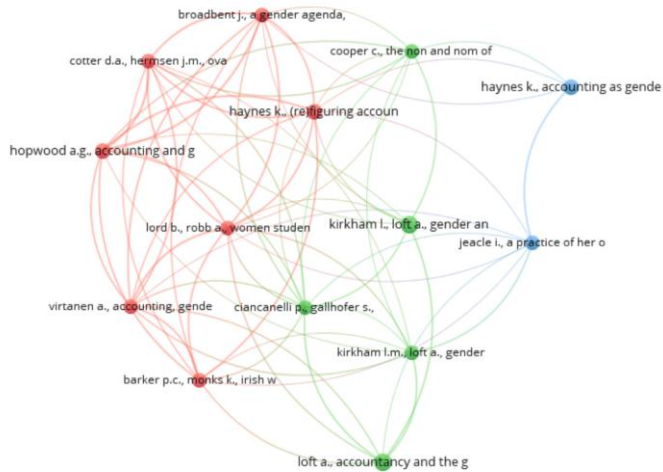 broadbent j., a gender agenda,
cooper c., the non and nom of
cotter d.a., hermsen j.m., ova
haynes k., accounting as gende
haynes k., (re)figuring accoun
hopwood a.g., accounting and g
lord b., robb a., women studen
kirkham l., loft a., gender an
jeacle i., a practice of her o
virtanen a., accounting, gende
ciancanelli p., gallhofer s.,
kirkham l.m., loft a., gender
barker p.c., monks k., irish w
loft a., accountancy and the g